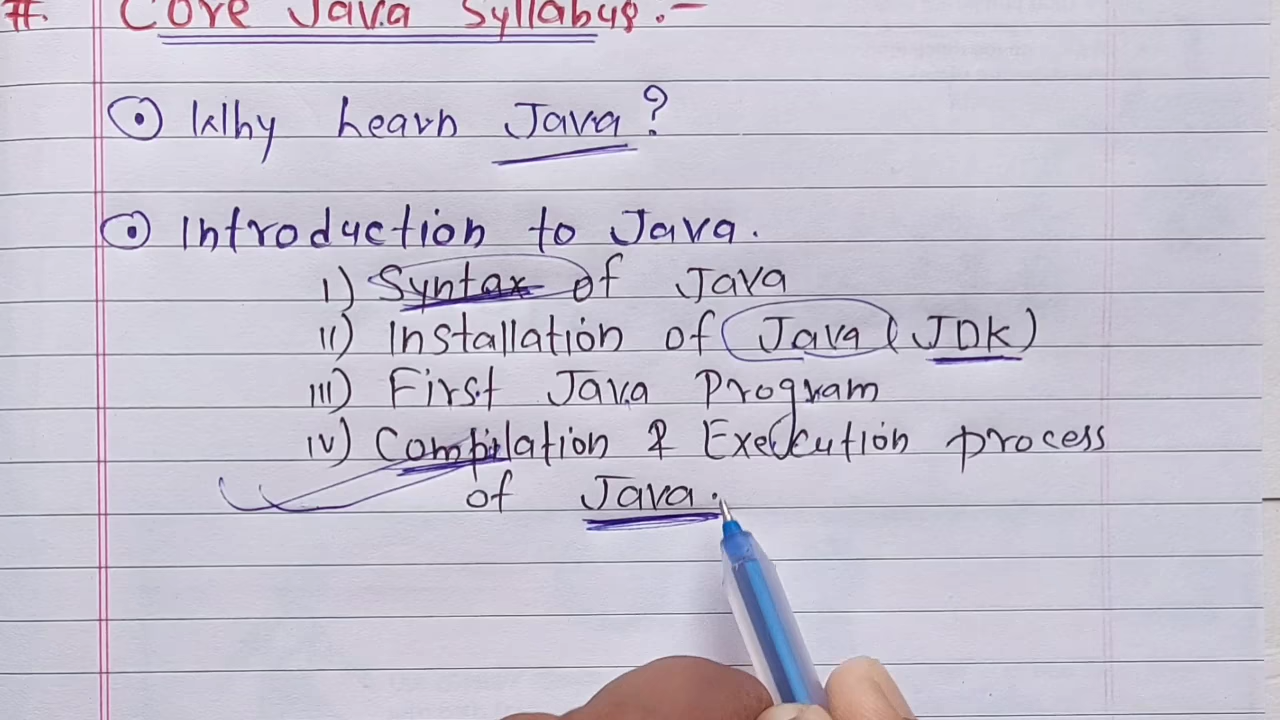 #. Core Java Syllabus :-
⊙ Why Learn Java?
⊙ Introduction to Java.
I) Syntax of Java
II) Installation of Java (JDK)
III) First Java Program
IV) Compilation & Execution process
of Java.